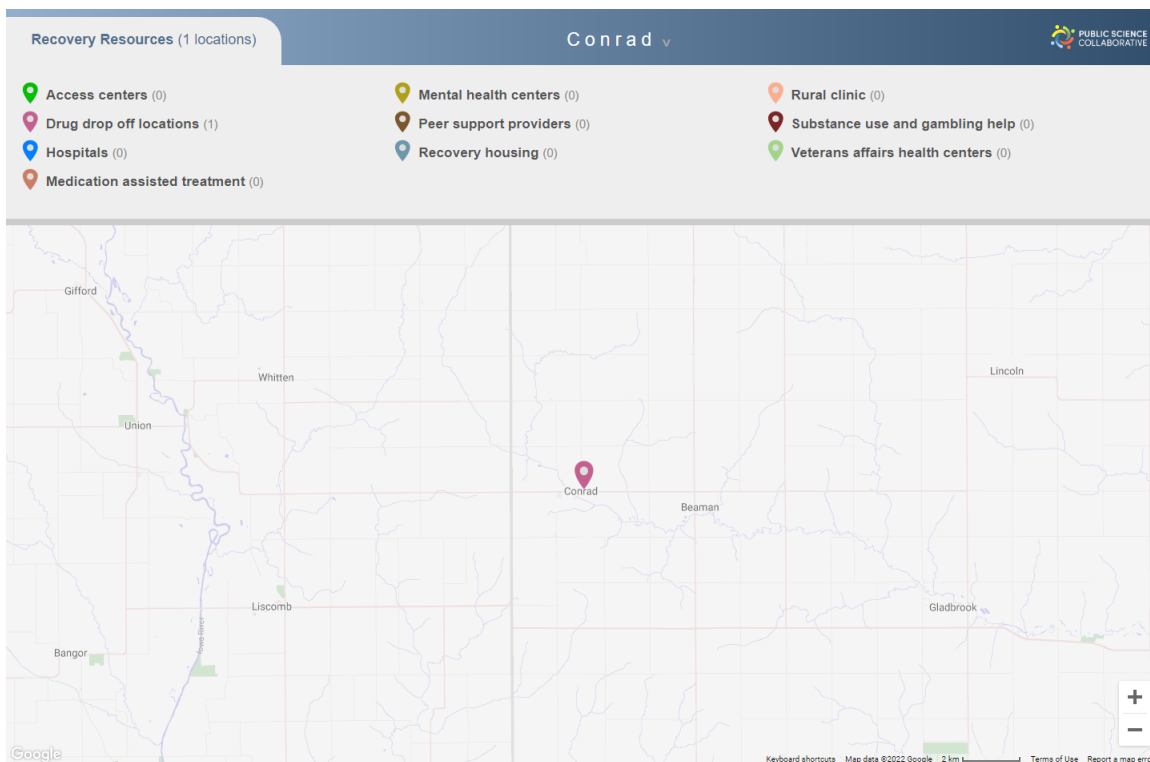 Recovery Resources (1 locations)
Conrad v
PUBLIC SCIENCE
COLLABORATIVE
Access centers (0)
Mental health centers (0)
Rural clinic (0)
Drug drop off locations (1)
Peer support providers (0)
Substance use and gambling help (0)
Hospitals (0)
Recovery housing (0)
Veterans affairs health centers (0)
Medication assisted treatment (0)
Gifford
Whitten
Lincoln
Union
Conrad
Beaman
Liscomb
Gladbrook
Iowa River
Bangor
+
−
Google
Keyboard shortcuts Map data ©2022 Google 2 km Terms of Use Report a map erro